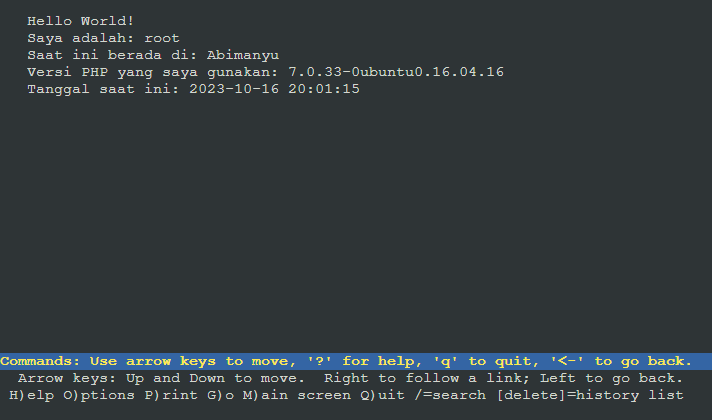 Hello World!
Saya adalah: root
Saat ini berada di: Abimanyu
Versi PHP yang saya gunakan: 7.0.33-0ubuntu0.16.04.16
Tanggal saat ini: 2023-10-16 20:01:15
Commands: Use arrow keys to move, '?' for help, 'q' to quit, '<-' to go back.
Arrow keys: Up and Down to move.  Right to follow a link; Left to go back.
H)elp O)ptions P)rint G)o M)ain screen Q)uit /=search [delete]=history list